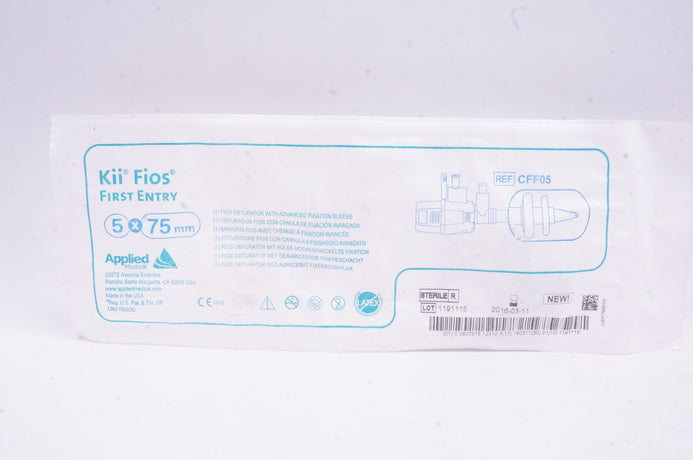 Kii® Fios®
FIRST ENTRY
5 x 75 mm
Applied
Medical
22872 Avenida Empresa
Rancho Santa Margarita, CA 92688 USA
www.appliedmedical.com
Made in the USA
*Reg. U.S. Pat. & Tm. Off.
(1) FIOS OBTURATOR WITH ADVANCED FIXATION SLEEVE
(1) OBTURADOR FIOS CON CÁNULA DE FIJACIÓN AVANZADA
(1) MANDRIN FIOS AVEC CHEMISE À FIXATION AVANCÉE
(1) OTTURATORE FIOS CON CANNULA A FISSAGGIO AVANZATO
(1) FIOS OBTURATOR MIT HÜLSE HOCHENTWICKELTE FIXATION
(1) FIOS OBTURATOR MET GEAVANCEERDE FIXATIESCHACHT
(1) FIOS OBTURATOR MED AVANCERAT FIXERINGSHYLSA
CE
LATEX
REF CFF05
STERILE R
LOT 1191115
2016-03-11
NEW!